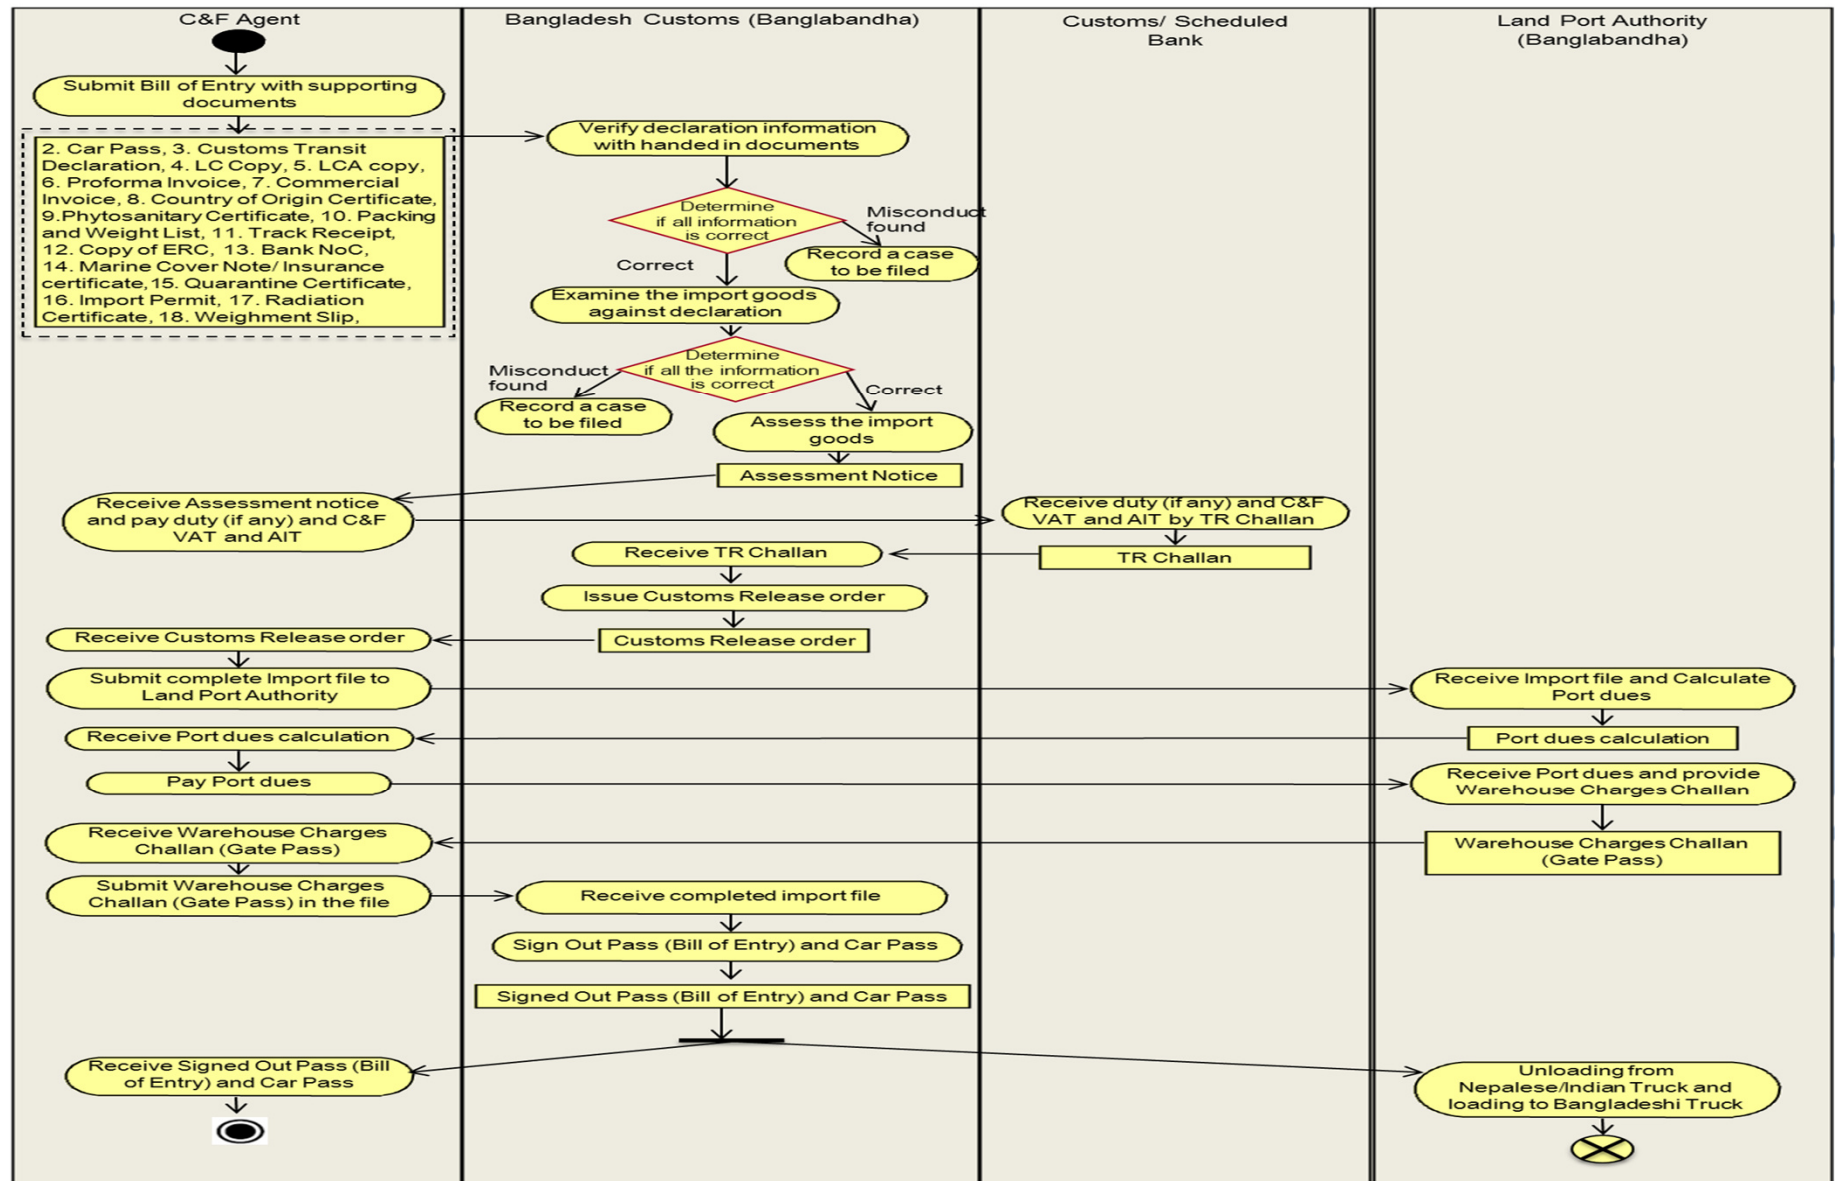 C&F Agent
Bangladesh Customs (Banglabandha)
Customs/ Scheduled
Bank
Land Port Authority
(Banglabandha)
Submit Bill of Entry with supporting
documents
2. Car Pass, 3. Customs Transit
Declaration, 4. LC Copy, 5. LCA copy,
6. Proforma Invoice, 7. Commercial
Invoice, 8. Country of Origin Certificate,
9.Phytosanitary Certificate, 10. Packing
and Weight List, 11. Track Receipt,
12. Copy of ERC, 13. Bank NoC,
14. Marine Cover Note/ Insurance
certificate,15. Quarantine Certificate,
16. Import Permit, 17. Radiation
Certificate, 18. Weighment Slip,
Verify declaration information
with handed in documents
Determine
if all information
is correct
Misconduct
found
Record a case
to be filed
Correct
Examine the import goods
against declaration
Determine
if all the information
is correct
Misconduct
found
Record a case
to be filed
Correct
Assess the import
goods
Assessment Notice
Receive Assessment notice
and pay duty (if any) and C&F
VAT and AIT
Receive duty (if any) and C&F
VAT and AIT by TR Challan
TR Challan
Receive TR Challan
Issue Customs Release order
Customs Release order
Receive Customs Release order
Submit complete Import file to
Land Port Authority
Receive Import file and Calculate
Port dues
Port dues calculation
Receive Port dues calculation
Pay Port dues
Receive Port dues and provide
Warehouse Charges Challan
Warehouse Charges Challan
(Gate Pass)
Receive Warehouse Charges
Challan (Gate Pass)
Submit Warehouse Charges
Challan (Gate Pass) in the file
Receive completed import file
Sign Out Pass (Bill of Entry) and Car Pass
Signed Out Pass (Bill of Entry) and Car Pass
Receive Signed Out Pass (Bill
of Entry) and Car Pass
Unloading from
Nepalese/Indian Truck and
loading to Bangladeshi Truck